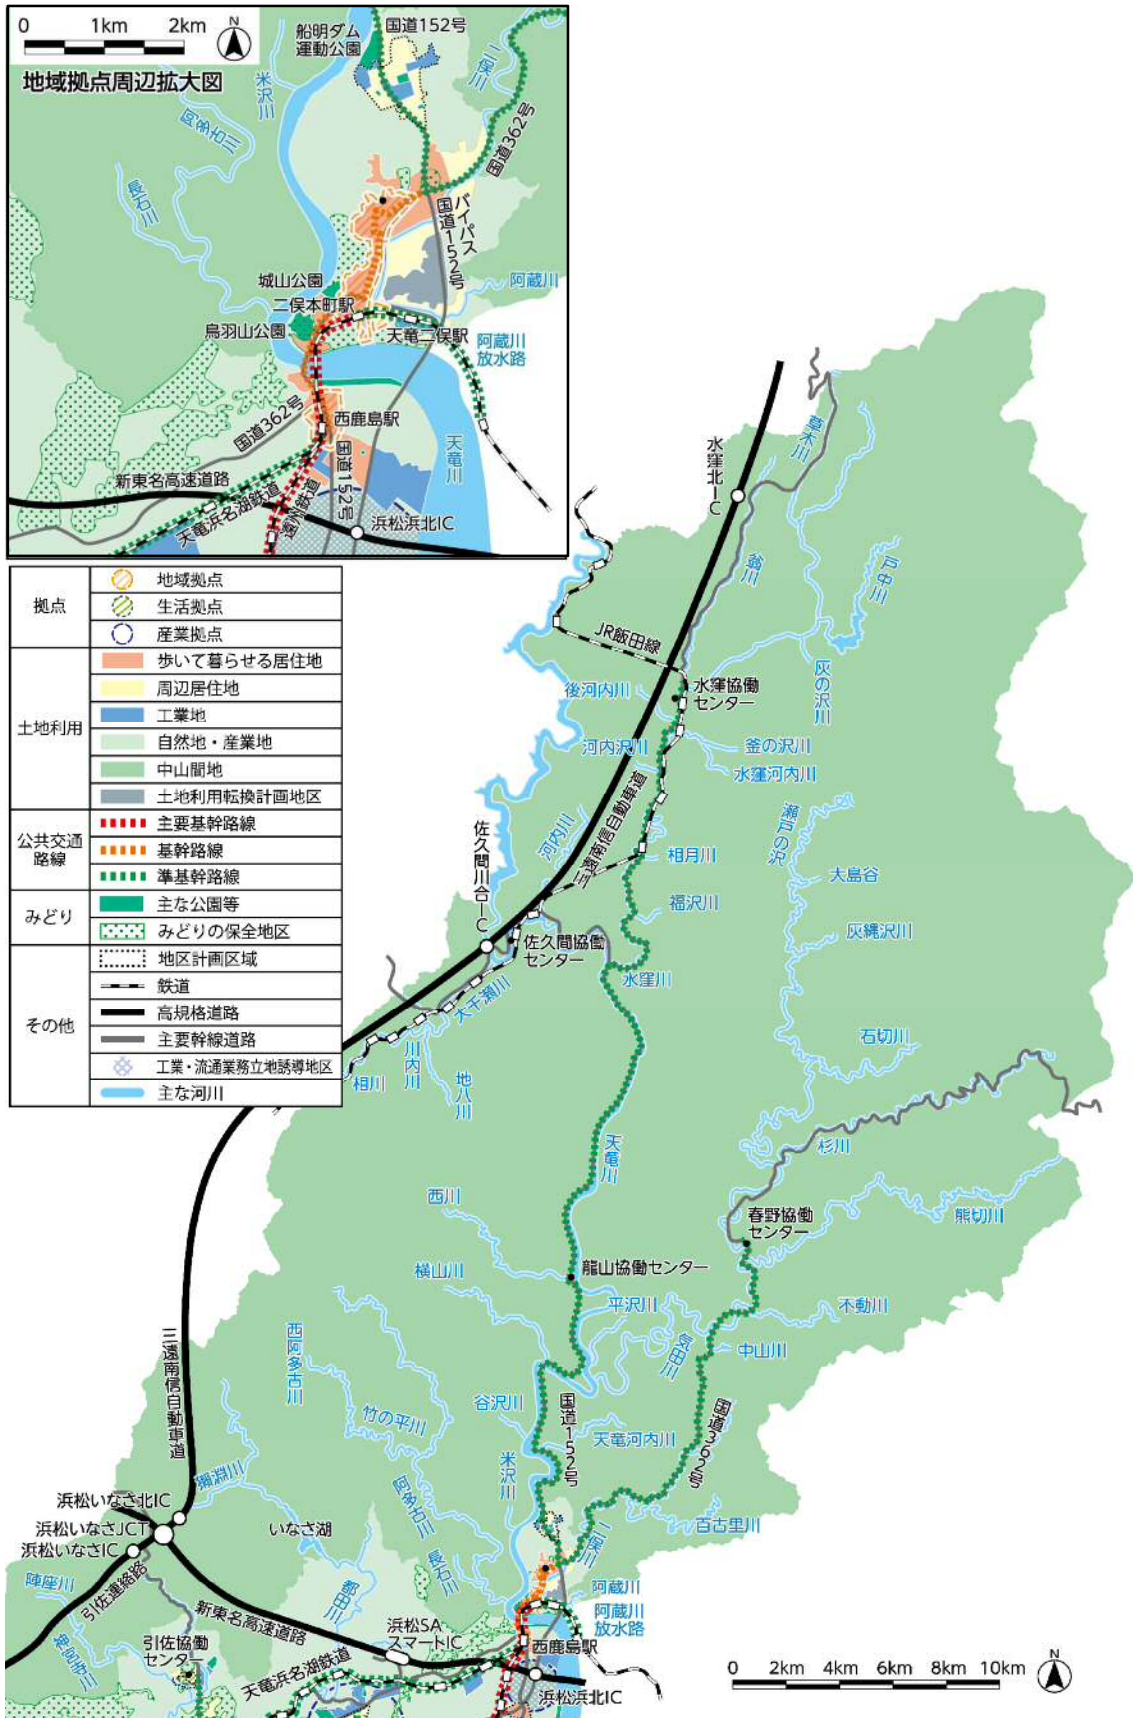 0 1km 2km N
地域拠点周辺拡大図
船明ダム
運動公園
国道152号
二俣川
米沢川
阿多古川
長石川
国道362号
国道152号
バイパス
城山公園
二俣本町駅
鳥羽山公園
阿蔵川
天竜二俣駅
阿蔵川
放水路
西鹿島駅
国道362号
天竜川
新東名高速道路
天竜浜名湖鉄道
遠州鉄道
国道152号
浜松浜北IC
拠点
地域拠点
生活拠点
産業拠点
土地利用
歩いて暮らせる居住地
周辺居住地
工業地
自然地・産業地
中山間地
土地利用転換計画地区
公共交通
路線
主要基幹路線
基幹路線
準基幹路線
みどり
主な公園等
みどりの保全地区
その他
地区計画区域
鉄道
高規格道路
主要幹線道路
工業・流通業務立地誘導地区
主な河川
草木川
水窪北IC
翁川
戸中川
JR飯田線
灰の沢川
後河内川
水窪協働
センター
河内沢川
釜の沢川
水窪河内川
三遠南信自動車道
瀬戸の沢
佐久間川合IC
河内川
相月川
大島谷
福沢川
灰縄沢川
佐久間協働
センター
水窪川
大千瀬川
石切川
相川
川内川
地八川
天竜川
杉川
西川
春野協働
センター
熊切川
横山川
龍山協働センター
平沢川
不動川
西阿多古川
気田川
中山川
三遠南信自動車道
谷沢川
国道152号
国道362号
竹の平川
天竜河内川
米沢川
獺淵川
阿多古川
百古里川
浜松いなさ北IC
浜松いなさJCT
浜松いなさIC
いなさ湖
二俣川
長石川
陣座川
引佐連絡路
都田川
阿蔵川
阿蔵川
放水路
新東名高速道路
浜松SA
スマートIC
神宮寺川
引佐協働
センター
西鹿島駅
天竜浜名湖鉄道
浜松浜北IC
0 2km 4km 6km 8km 10km N